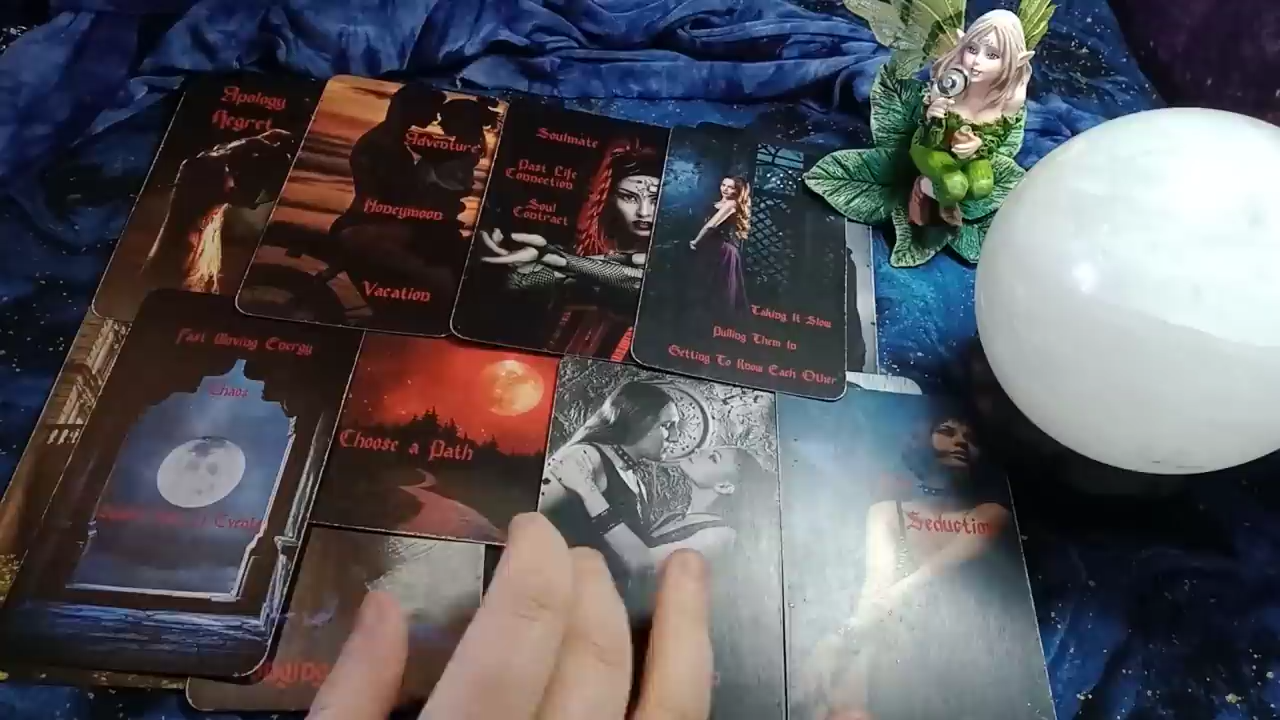 Apology
Regret
Adventure
Honeymoon
Vacation
Soulmate
Past Life
Connection
Soul
Contract
Taking It Slow
Pulling Them In
Getting To Know Each Other
Fast Moving Energy
Chaos
Choose a Path
Seduction